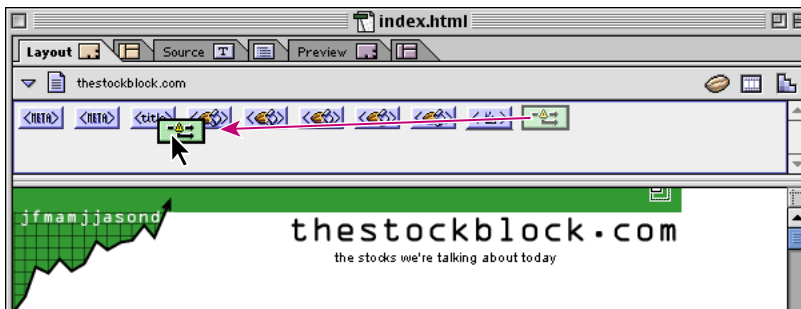 index.html
Layout Source T Preview
thestockblock.com
<META> <META> <title>
jfmamjjasond
thestockblock.com
the stocks we're talking about today